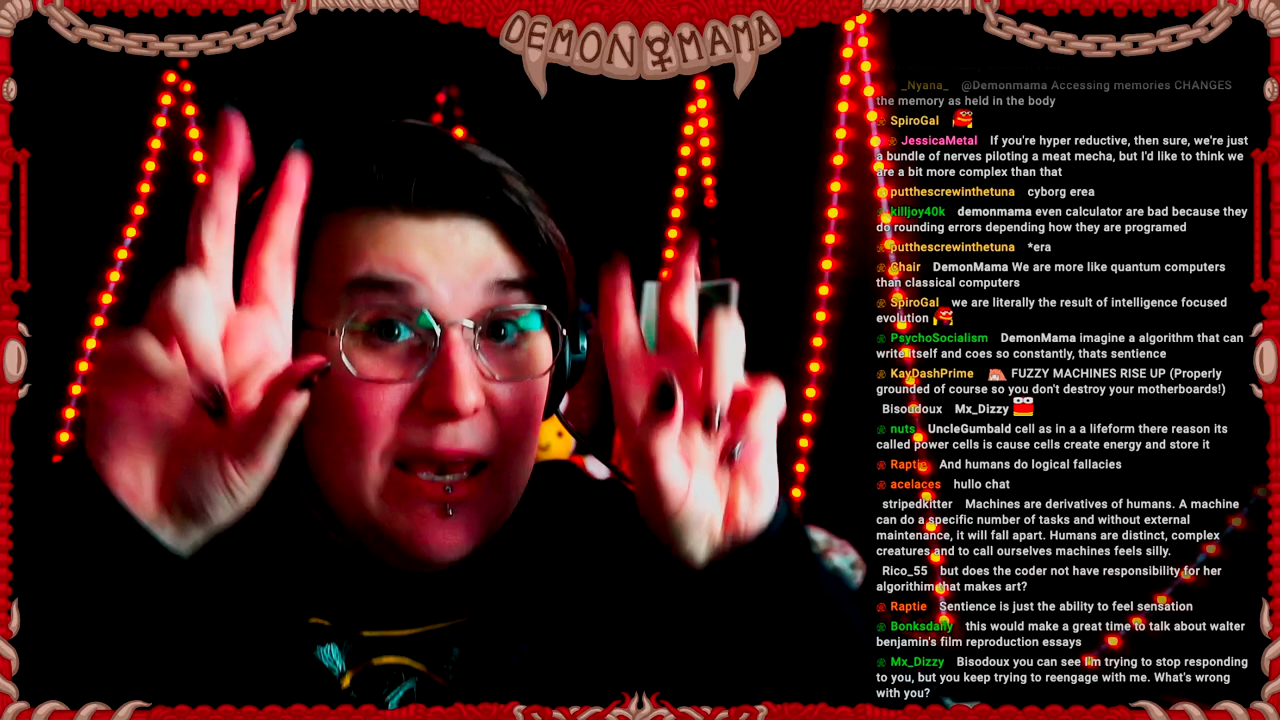 DEMON MAMA
_Nyana_ @Demonmama Accessing memories CHANGES
the memory as held in the body
SpiroGal
JessicaMetal If you're hyper reductive, then sure, we're just
a bundle of nerves piloting a meat mecha, but I'd like to think we
are a bit more complex than that
putthescrewinthetuna cyborg erea
killjoy40k demonmama even calculator are bad because they
do rounding errors depending how they are programed
putthescrewinthetuna *era
Chair DemonMama We are more like quantum computers
than classical computers
SpiroGal we are literally the result of intelligence focused
evolution
PsychoSocialism DemonMama imagine a algorithm that can
write itself and coes so constantly, thats sentience
KayDashPrime FUZZY MACHINES RISE UP (Properly
grounded of course so you don't destroy your motherboards!)
Bisoudoux Mx_Dizzy
nuts UncleGumbald cell as in a a lifeform there reason its
called power cells is cause cells create energy and store it
Raptie And humans do logical fallacies
acelaces hullo chat
stripedkitter Machines are derivatives of humans. A machine
can do a specific number of tasks and without external
maintenance, it will fall apart. Humans are distinct, complex
creatures and to call ourselves machines feels silly.
Rico_55 but does the coder not have responsibility for her
algorithm that makes art?
Raptie Sentience is just the ability to feel sensation
Bonksdaily this would make a great time to talk about walter
benjamin's film reproduction essays
Mx_Dizzy Bisodoux you can see I'm trying to stop responding
to you, but you keep trying to reengage with me. What's wrong
with you?